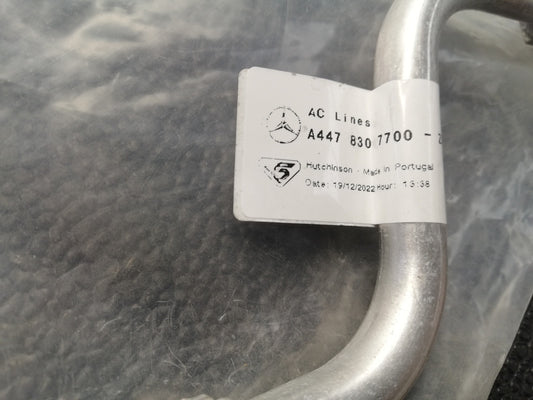 AC Lines
A447 830 7700 -
Hutchinson - Made in Portugal
Date: 19/12/2022 Hour: 13:38